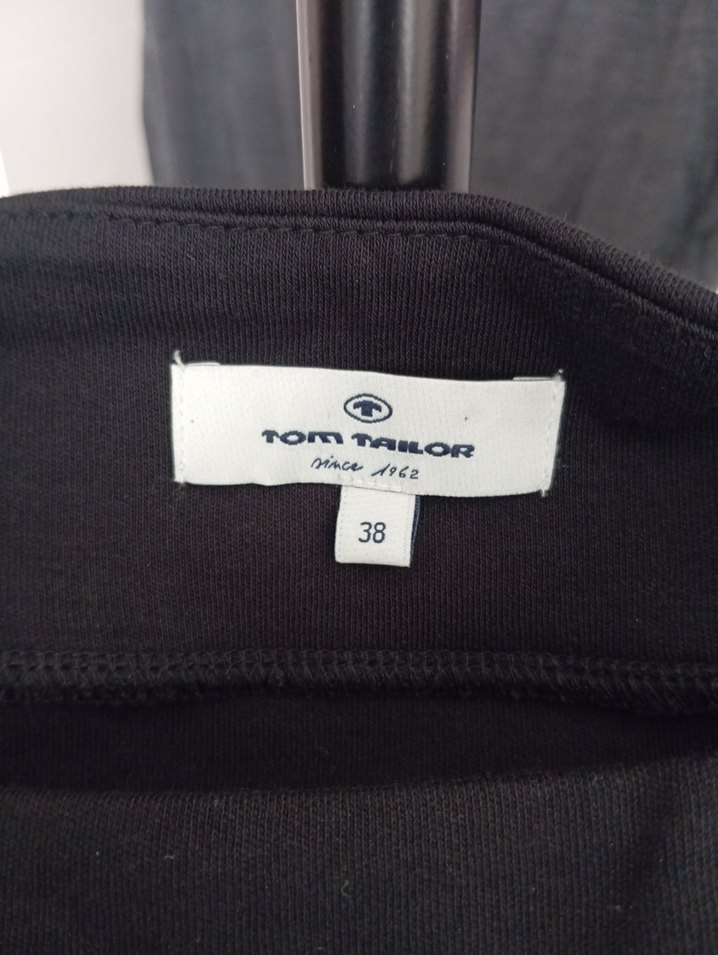 TOM TAILOR
since 1962
38